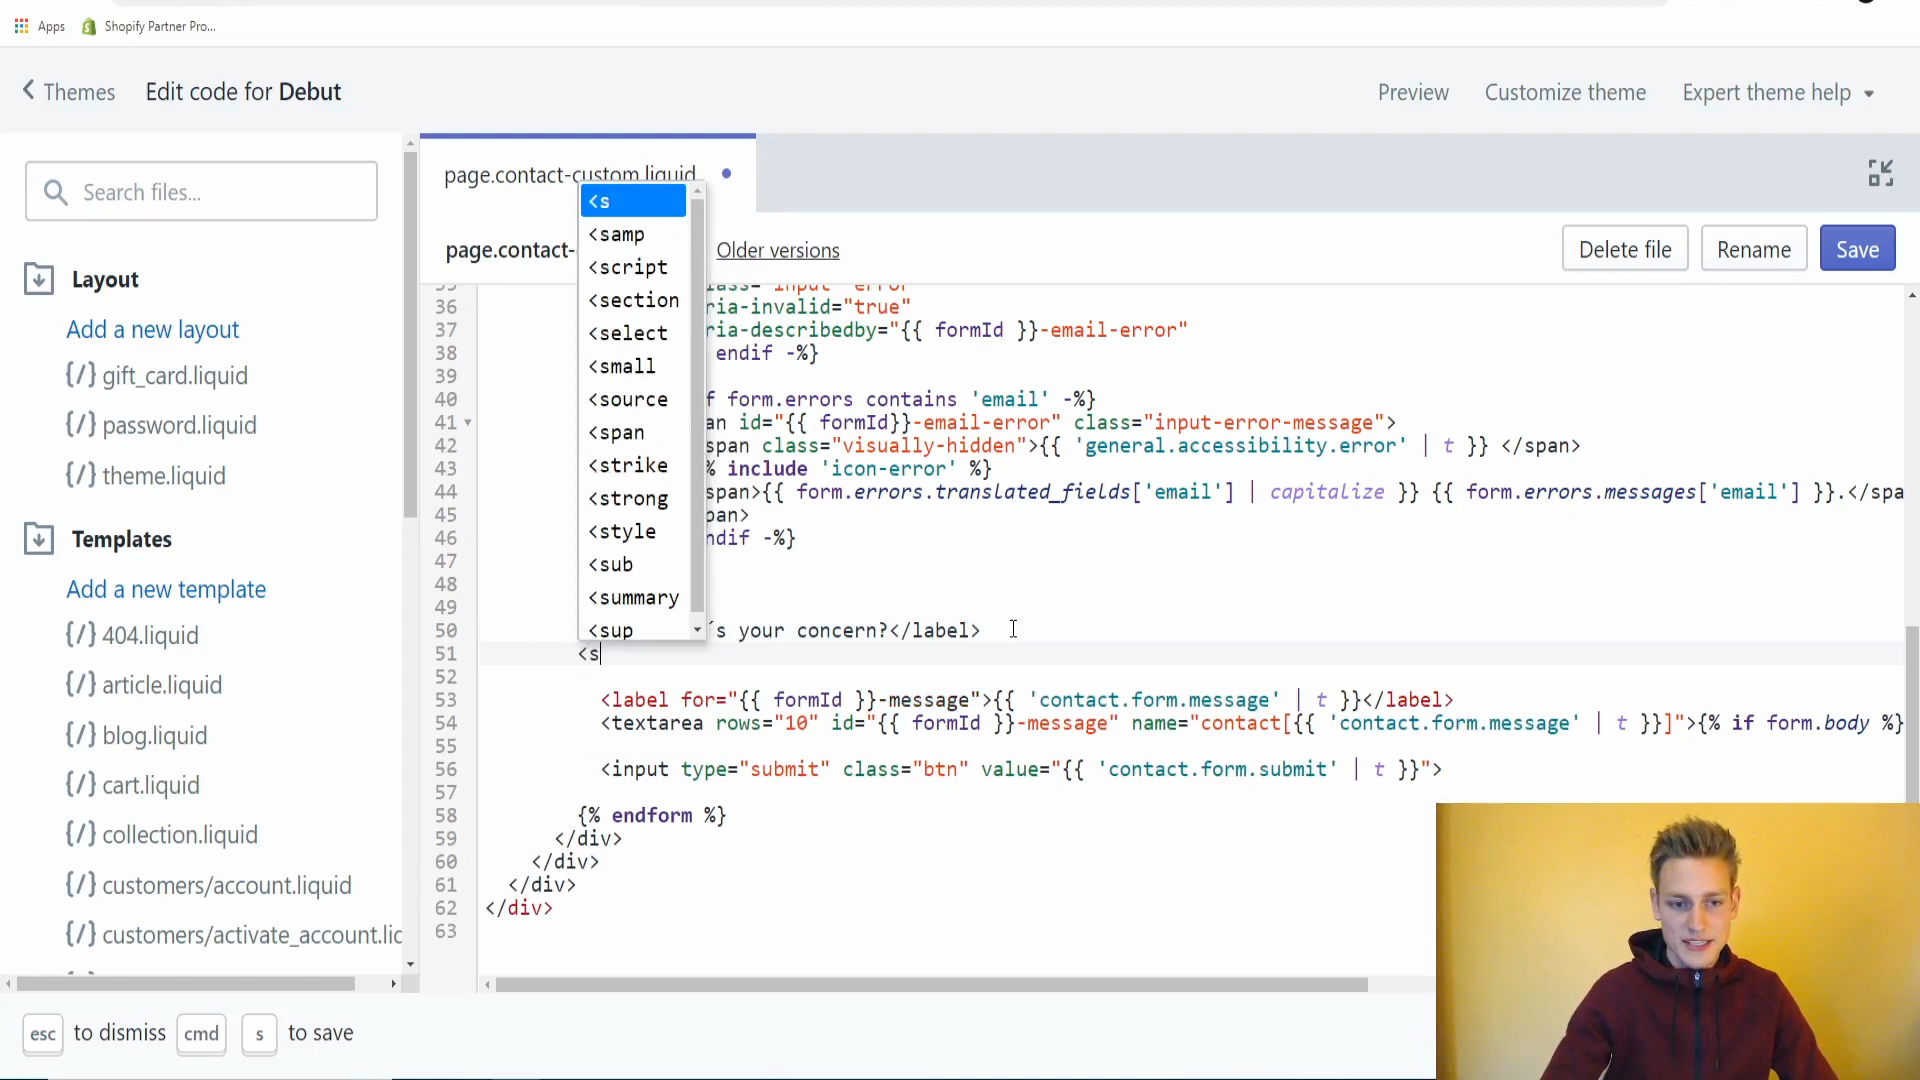 Apps Shopify Partner Pro...
Themes Edit code for Debut Preview Customize theme Expert theme help
Search files...
Layout
Add a new layout
{/} gift_card.liquid
{/} password.liquid
{/} theme.liquid
Templates
Add a new template
{/} 404.liquid
{/} article.liquid
{/} blog.liquid
{/} cart.liquid
{/} collection.liquid
{/} customers/account.liquid
{/} customers/activate_account.lic
page.contact-custom.liquid
page.contact- Older versions Delete file Rename Save
<s
<samp
<script
<section
<select
<small
<source
<span
<strike
<strong
<style
<sub
<summary
<sup
35 lass="input--error"
36 ria-invalid="true"
37 ria-describedby="{{ formId }}-email-error"
38 endif -%}
39
40 f form.errors contains 'email' -%}
41 an id="{{ formId}}-email-error" class="input-error-message">
42 span class="visually-hidden">{{ 'general.accessibility.error' | t }} </span>
43 % include 'icon-error' %}
44 span>{{ form.errors.translated_fields['email'] | capitalize }} {{ form.errors.messages['email'] }}.</spa
45 pan>
46 ndif -%}
47
48
49
50 ´s your concern?</label>
51 <s
52
53 <label for="{{ formId }}-message">{{ 'contact.form.message' | t }}</label>
54 <textarea rows="10" id="{{ formId }}-message" name="contact[{{ 'contact.form.message' | t }}]">{% if form.body %}
55
56 <input type="submit" class="btn" value="{{ 'contact.form.submit' | t }}">
57
58 {% endform %}
59 </div>
60 </div>
61 </div>
62 </div>
63
esc to dismiss cmd s to save